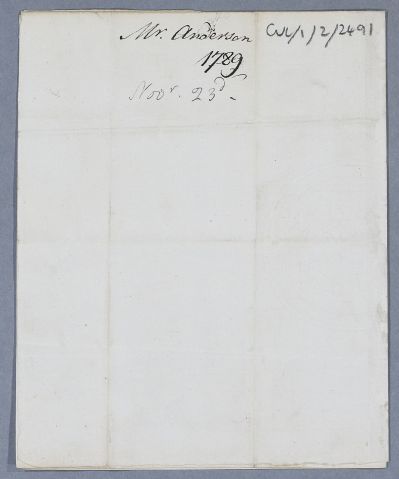 Mr. Anderson
CWL/1/2/2491
1789
Novr. 23d.